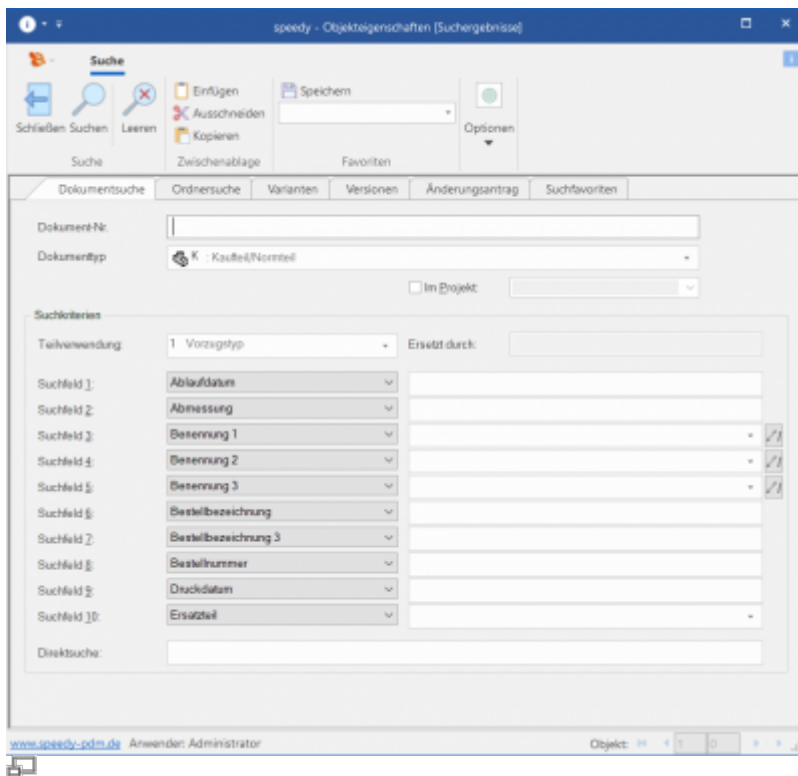 speedy - Objekteigenschaften [Suchergebnisse]
Suche
Schließen Suchen Leeren
Einfügen
Ausschneiden
Kopieren
Speichern
Optionen
Suche Zwischenablage Favoriten
Dokumentsuche Ordnersuche Varianten Versionen Änderungsantrag Suchfavoriten
Dokument-Nr.
Dokumenttyp K : Kaufteil/Normteil
Im Projekt:
Suchkriterien
Teilverwendung: 1 Vorzugstyp Ersetzt durch:
Suchfeld 1: Ablaufdatum
Suchfeld 2: Abmessung
Suchfeld 3: Benennung 1
Suchfeld 4: Benennung 2
Suchfeld 5: Benennung 3
Suchfeld 6: Bestellbezeichnung
Suchfeld 7: Bestellbezeichnung 3
Suchfeld 8: Bestellnummer
Suchfeld 9: Druckdatum
Suchfeld 10: Ersatzteil
Direktsuche:
www.speedy-pdm.de Anwender: Administrator Objekt: 1 0